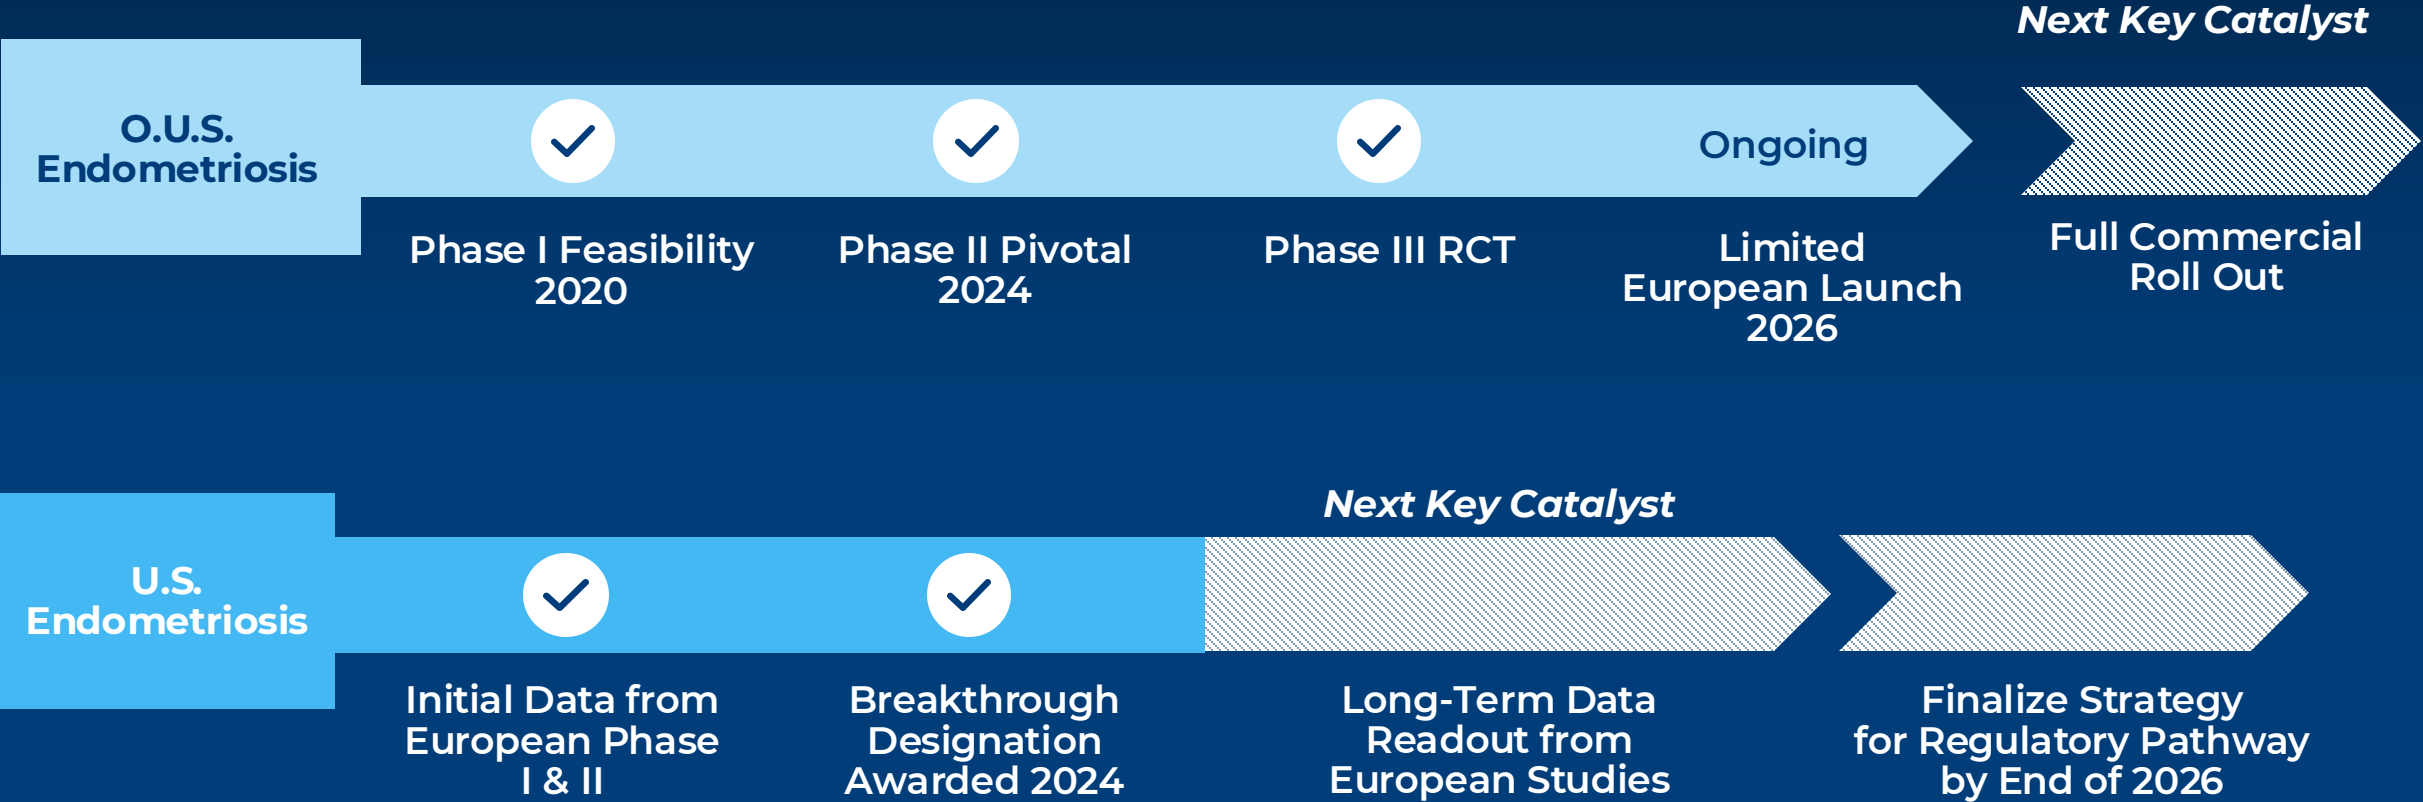 Next Key Catalyst
O.U.S.
Endometriosis
Ongoing
Phase I Feasibility
2020
Phase II Pivotal
2024
Phase III RCT
Limited
European Launch
2026
Full Commercial
Roll Out
Next Key Catalyst
U.S.
Endometriosis
Initial Data from
European Phase
I & II
Breakthrough
Designation
Awarded 2024
Long-Term Data
Readout from
European Studies
Finalize Strategy
for Regulatory Pathway
by End of 2026